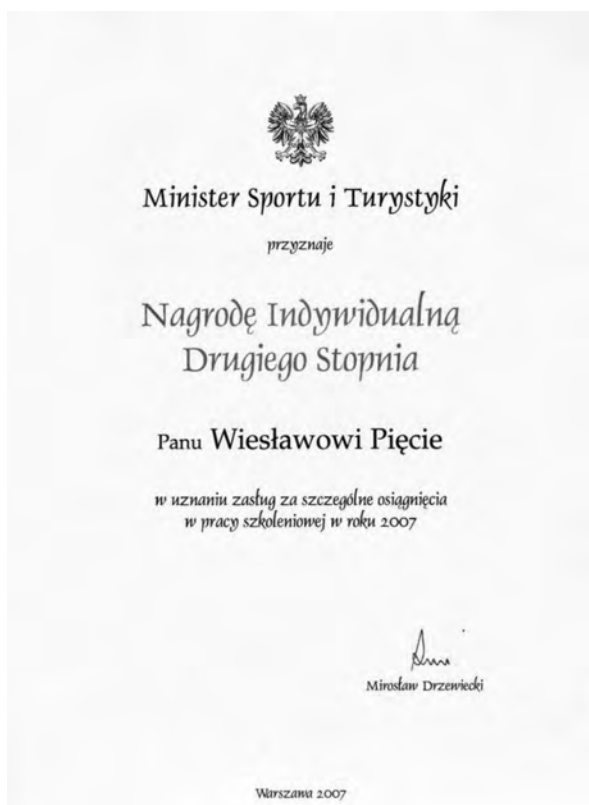 Minister Sportu i Turystyki
przyznaje
Nagrodę Indywidualną
Drugiego Stopnia
Panu Wiesławowi Pięcie
w uznaniu zasług za szczególne osiągnięcia
w pracy szkoleniowej w roku 2007
Mirosław Drzewiecki
Warszawa 2007